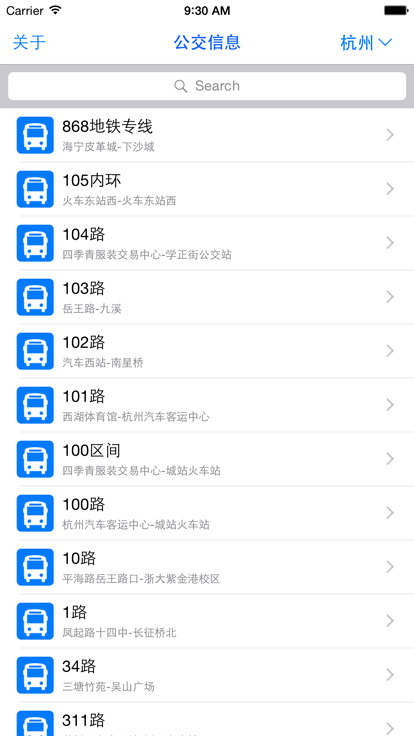 Carrier 9:30 AM
关于 公交信息 杭州
Search
868地铁专线
海宁皮革城-下沙城
105内环
火车东站西-火车东站西
104路
四季青服装交易中心-学正街公交站
103路
岳王路-九溪
102路
汽车西站-南星桥
101路
西湖体育馆-杭州汽车客运中心
100区间
四季青服装交易中心-城站火车站
100路
杭州汽车客运中心-城站火车站
10路
平海路岳王路口-浙大紫金港校区
1路
凤起路十四中-长征桥北
34路
三塘竹苑-吴山广场
311路